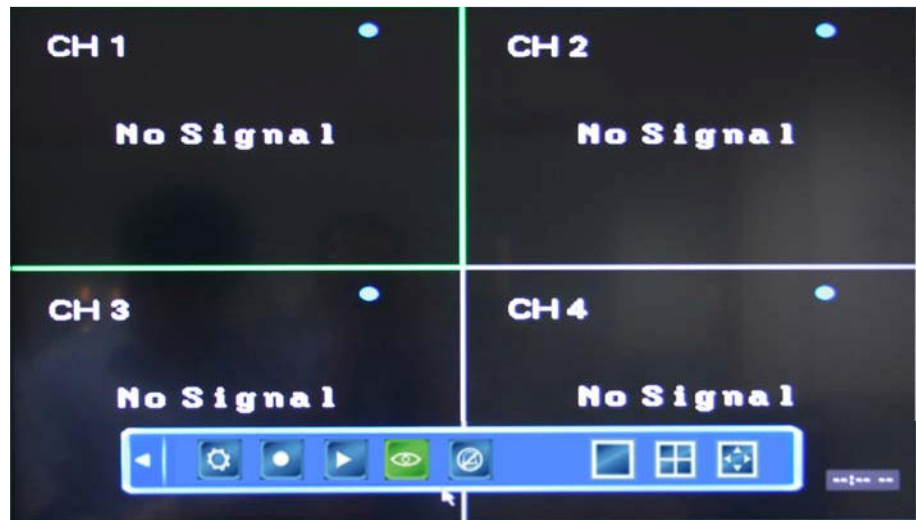 CH 1
No Signal
CH 2
No Signal
CH 3
No Signal
CH 4
No Signal
--:-- --